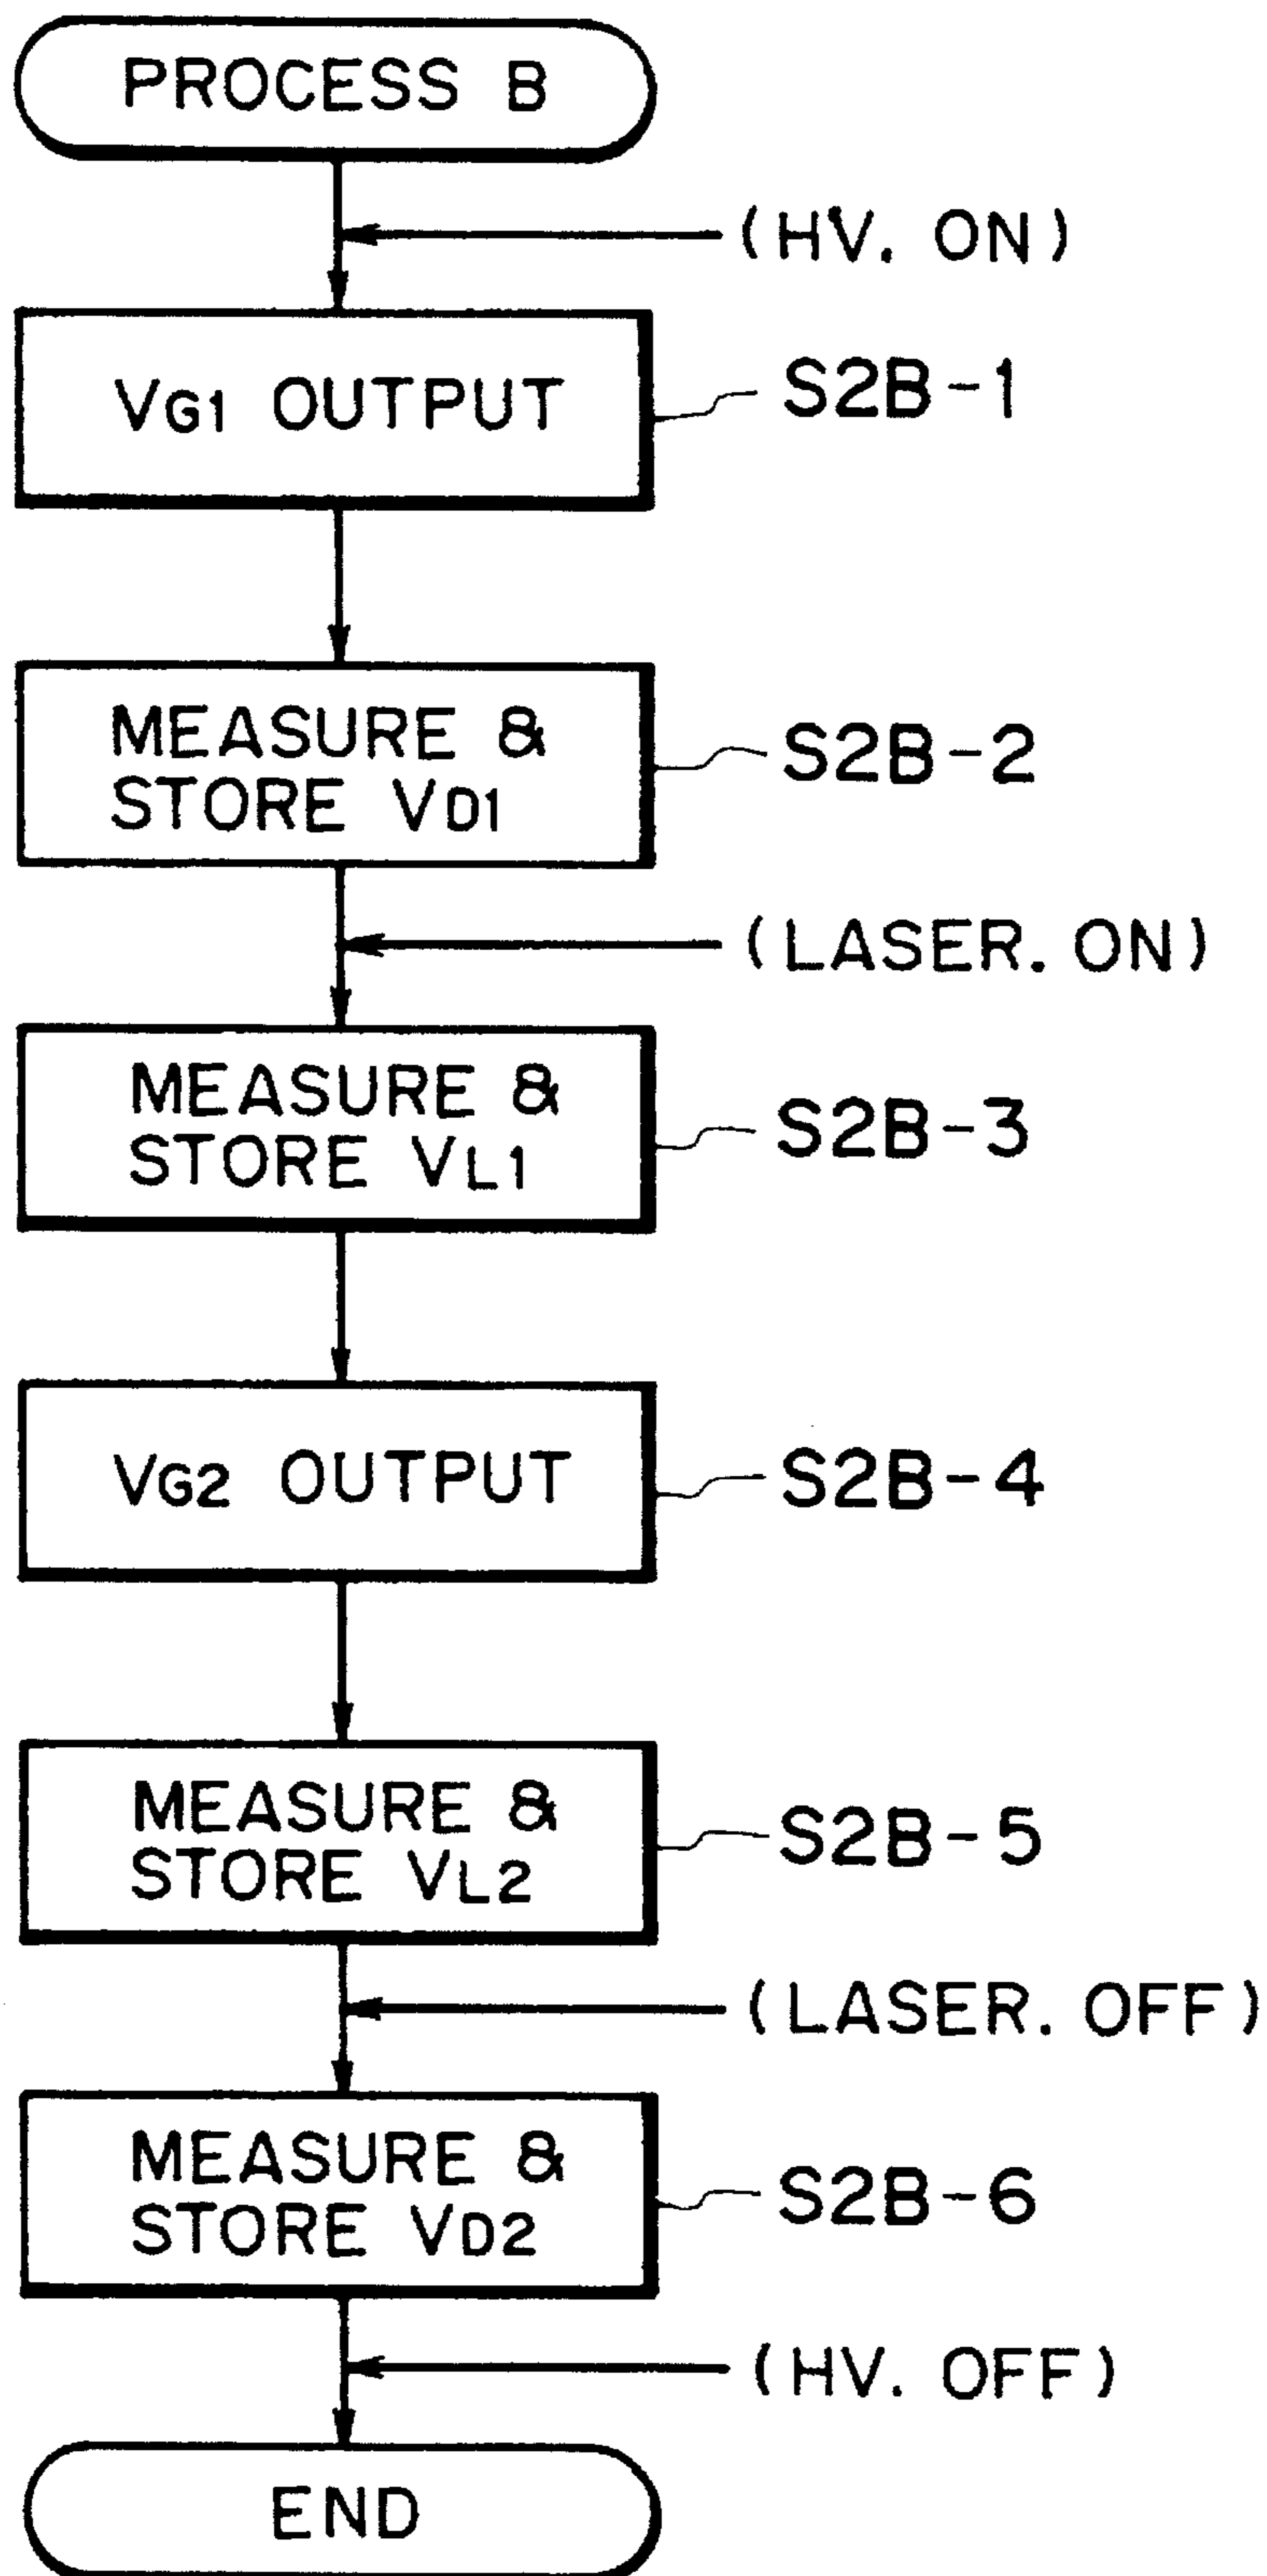 PROCESS B
(HV. ON)
VG1 OUTPUT
S2B-1
MEASURE &
STORE VD1
S2B-2
(LASER. ON)
MEASURE &
STORE VL1
S2B-3
VG2 OUTPUT
S2B-4
MEASURE &
STORE VL2
S2B-5
(LASER. OFF)
MEASURE &
STORE VD2
S2B-6
(HV. OFF)
END